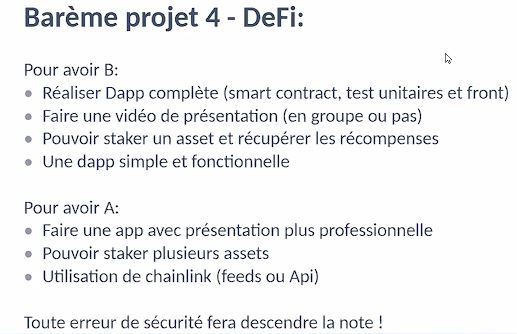 Barème projet 4 - DeFi:
Pour avoir B:
● Réaliser Dapp complète (smart contract, test unitaires et front)
● Faire une vidéo de présentation (en groupe ou pas)
● Pouvoir staker un asset et récupérer les récompenses
● Une dapp simple et fonctionnelle
Pour avoir A:
● Faire une app avec présentation plus professionnelle
● Pouvoir staker plusieurs assets
● Utilisation de chainlink (feeds ou Api)
Toute erreur de sécurité fera descendre la note !